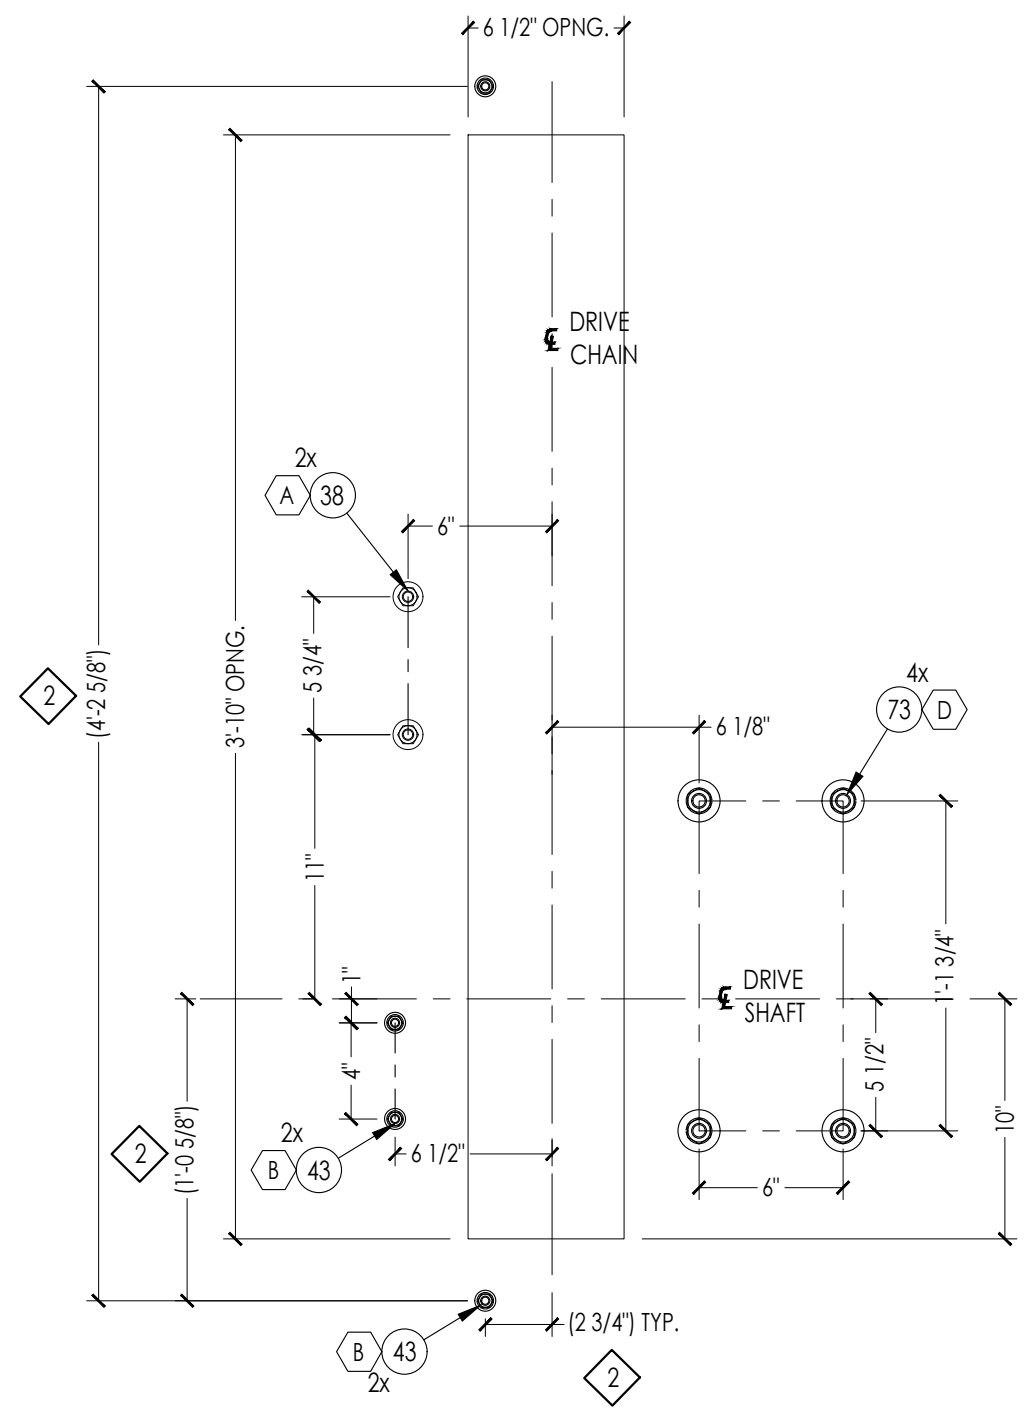 6 1/2" OPNG.
℄ DRIVE
CHAIN
2x
A 38
6"
5 3/4"
3'-10" OPNG.
(4'-2 5/8")
2
4x
73 D
6 1/8"
11"
1'-1 3/4"
1"
℄ DRIVE
SHAFT
4"
5 1/2"
10"
(1'-0 5/8")
2
2x
B 43
6 1/2"
6"
(2 3/4") TYP.
B 43
2x
2